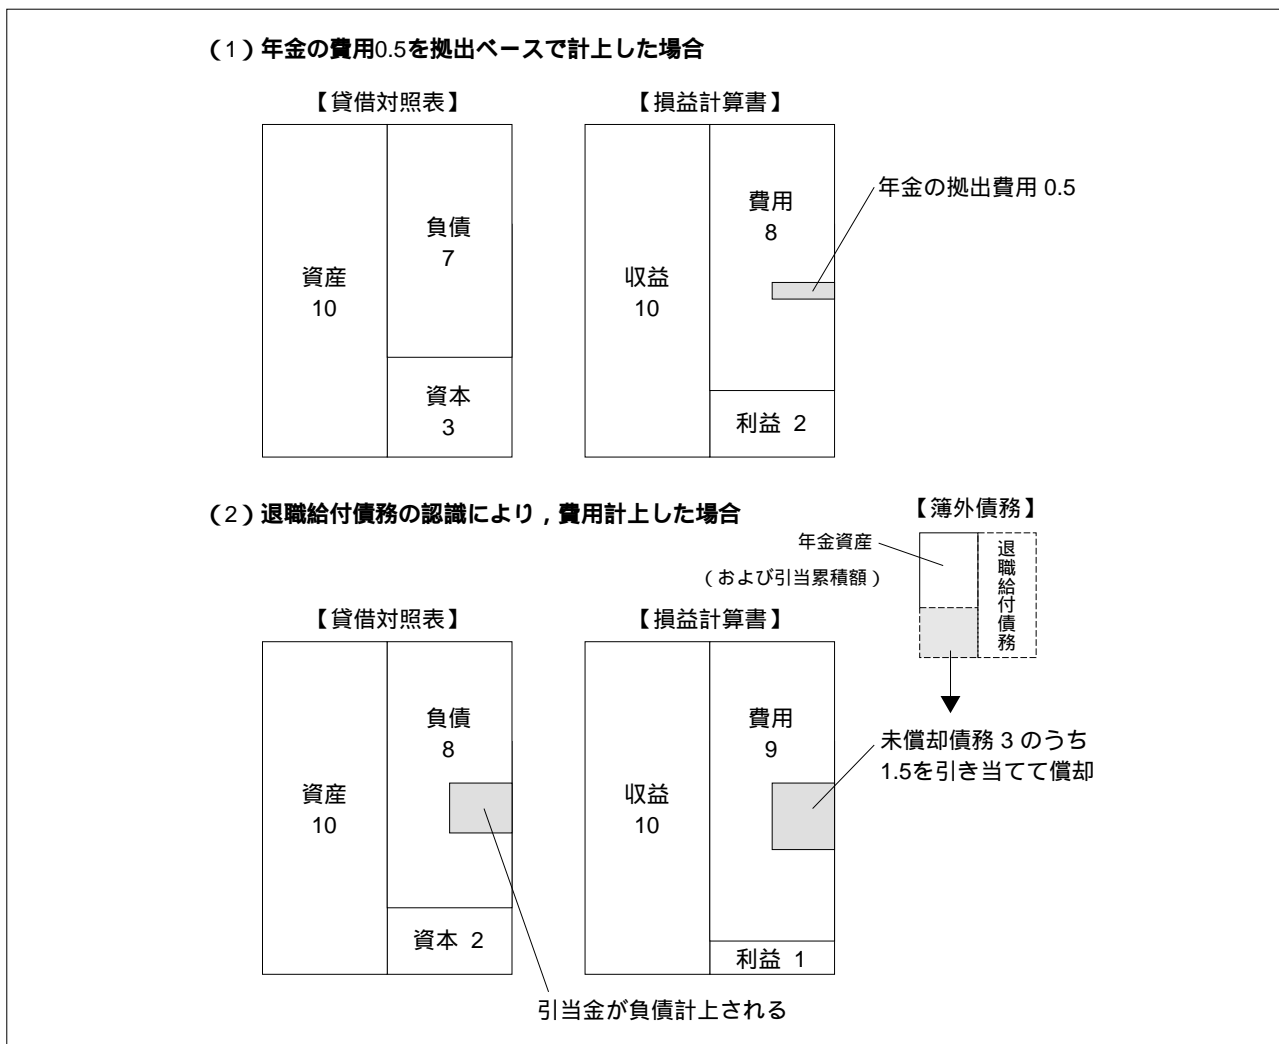 （1）年金の費用0.5を拠出ベースで計上した場合
【貸借対照表】
【損益計算書】
資産
10
負債
7
資本
3
収益
10
費用
8
利益 2
年金の拠出費用 0.5
（2）退職給付債務の認識により，費用計上した場合
【簿外債務】
年金資産
（および引当累積額）
退職給付債務
【貸借対照表】
【損益計算書】
資産
10
負債
8
資本 2
収益
10
費用
9
利益 1
未償却債務 3 のうち
1.5を引き当てて償却
引当金が負債計上される